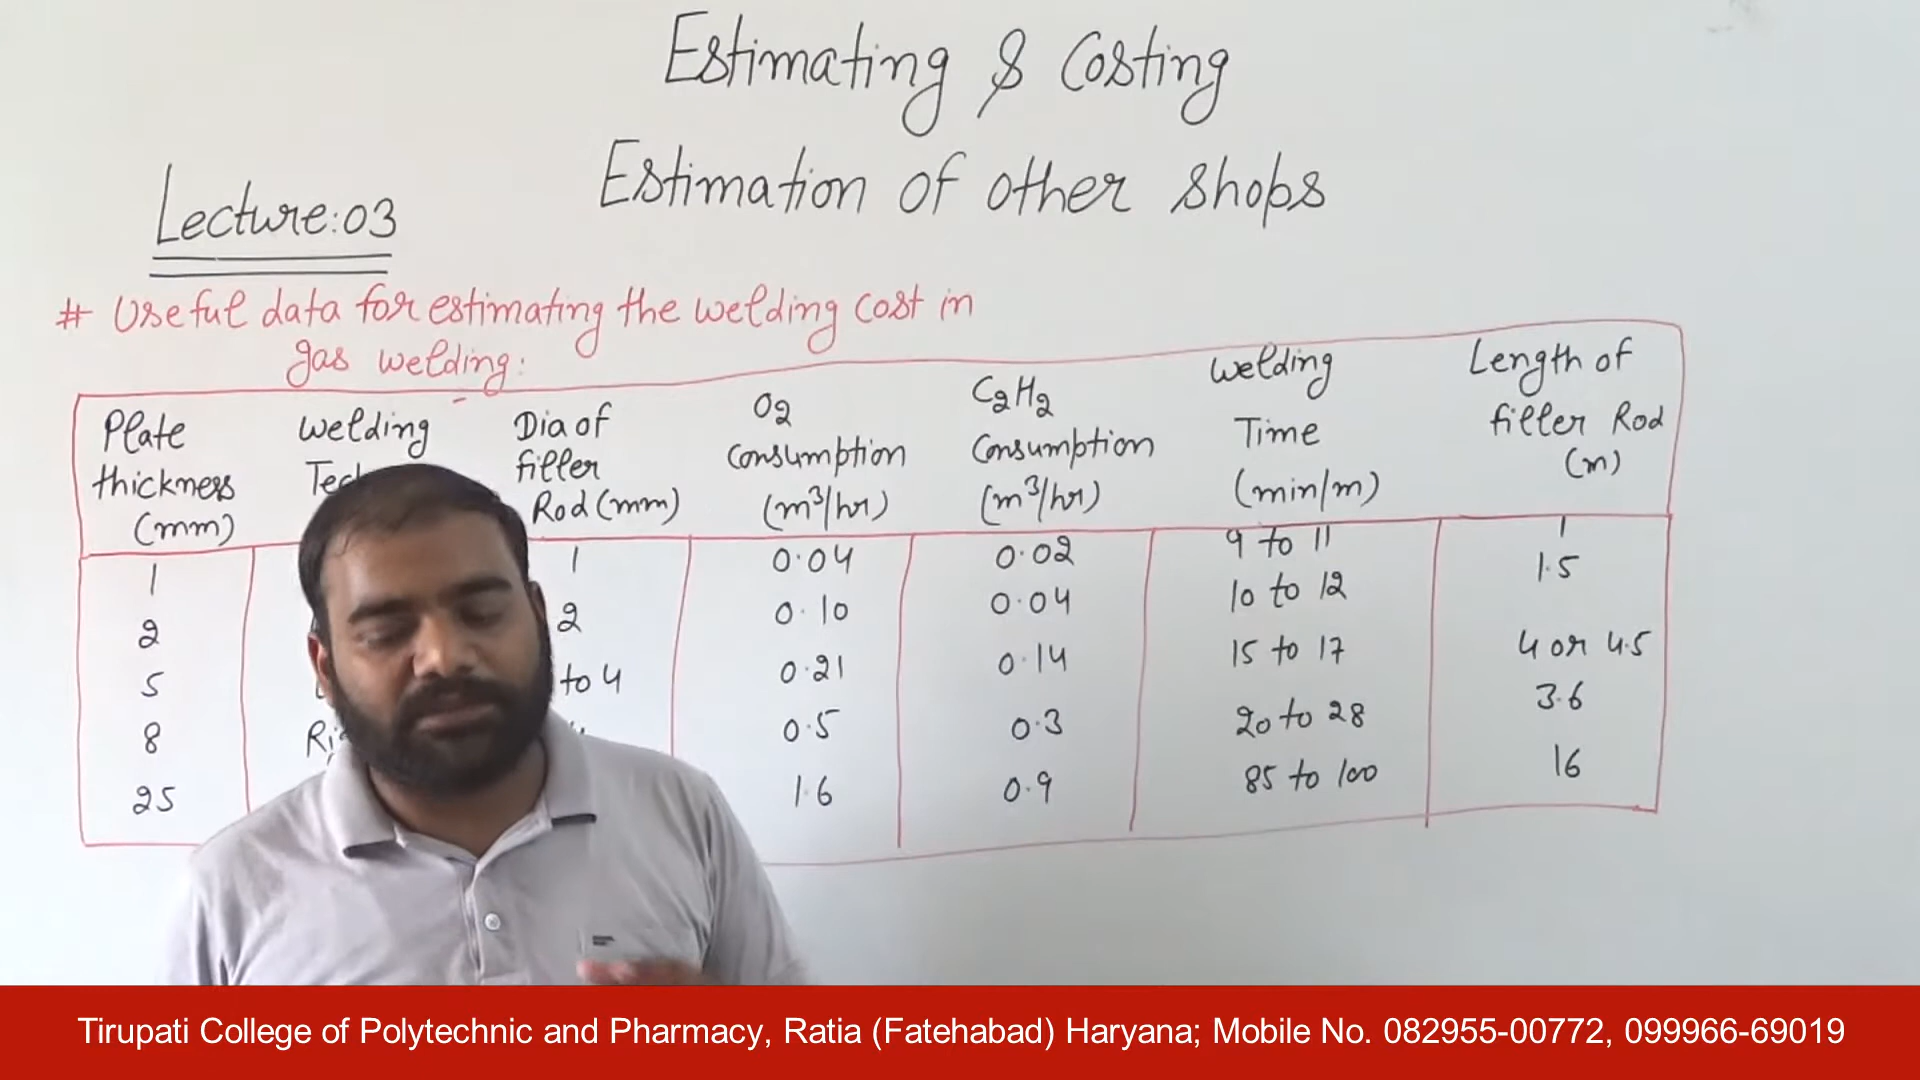 Estimating & Costing
Estimation of other shops
Lecture:03
# Useful data for estimating the welding cost in
gas welding:
Plate thickness (mm)
Welding
Dia of filler Rod (mm)
O2 Consumption (m³/hr)
C2H2 Consumption (m³/hr)
Welding Time (min/m)
Length of filler Rod (m)
1 1 0.04 0.02 9 to 11 1
2 2 0.10 0.04 10 to 12 1.5
5 to 4 0.21 0.14 15 to 17 4 or 4.5
8 0.5 0.3 20 to 28 3.6
25 1.6 0.9 85 to 100 16
Tirupati College of Polytechnic and Pharmacy, Ratia (Fatehabad) Haryana; Mobile No. 082955-00772, 099966-69019